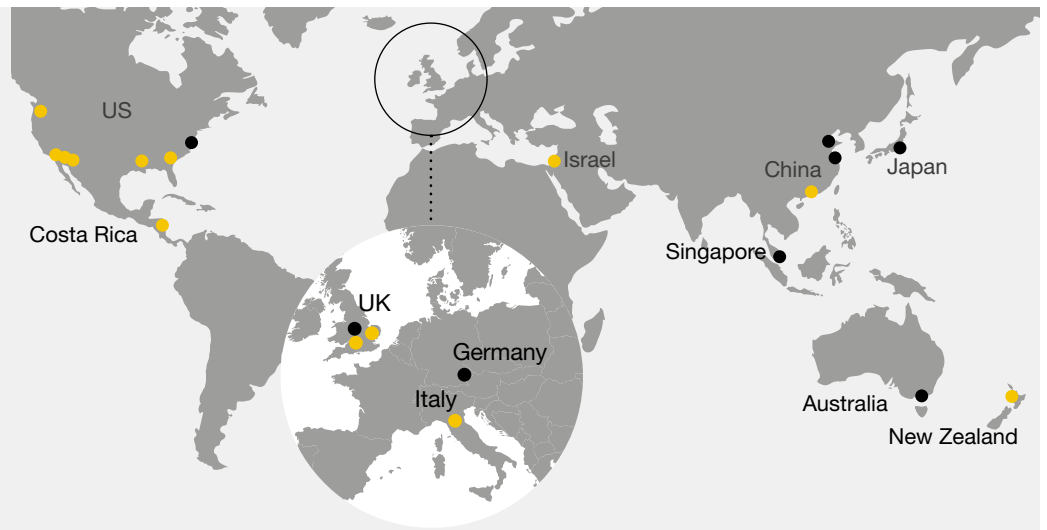 US
Israel
China
Japan
Costa Rica
Singapore
UK
Germany
Italy
Australia
New Zealand